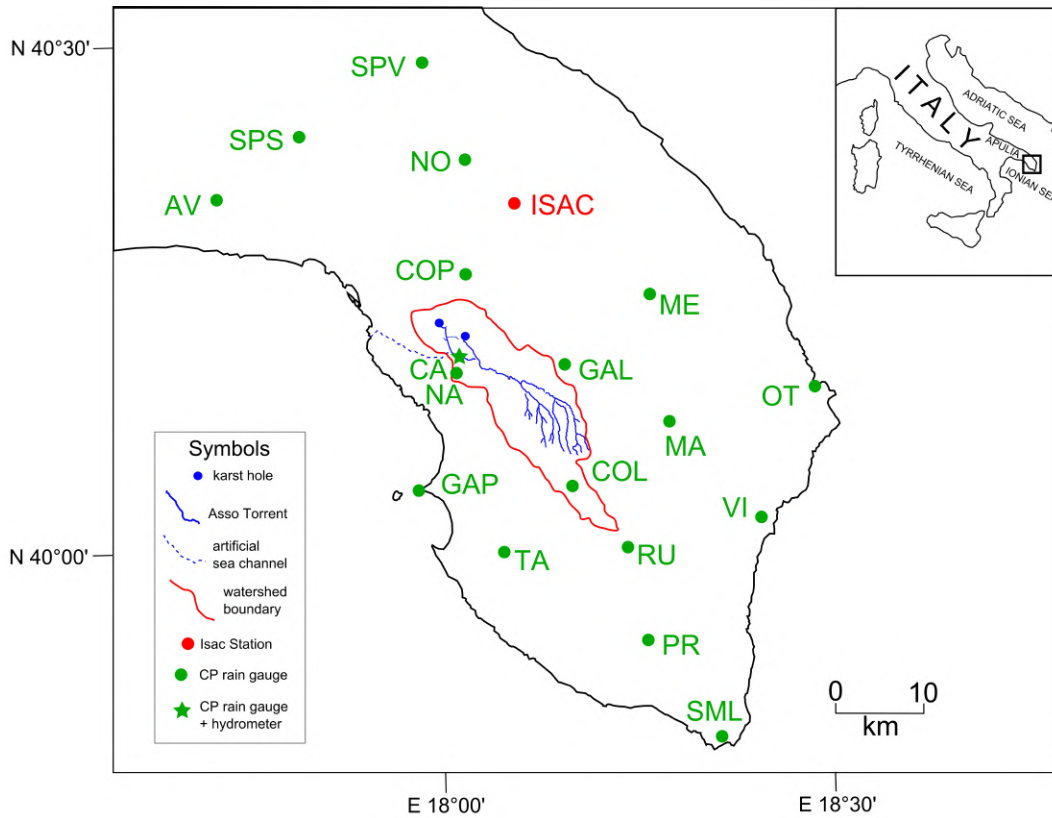 N 40°30'
SPV
SPS
NO
AV
ISAC
COP
ME
CA
NA
GAL
OT
MA
COL
GAP
VI
N 40°00'
TA
RU
PR
SML
ITALY
ADRIATIC SEA
APULIA
TYRRHENIAN SEA
IONIAN SEA
Symbols
karst hole
Asso Torrent
artificial
sea channel
watershed
boundary
Isac Station
CP rain gauge
CP rain gauge
+ hydrometer
0 10
km
E 18°00'
E 18°30'